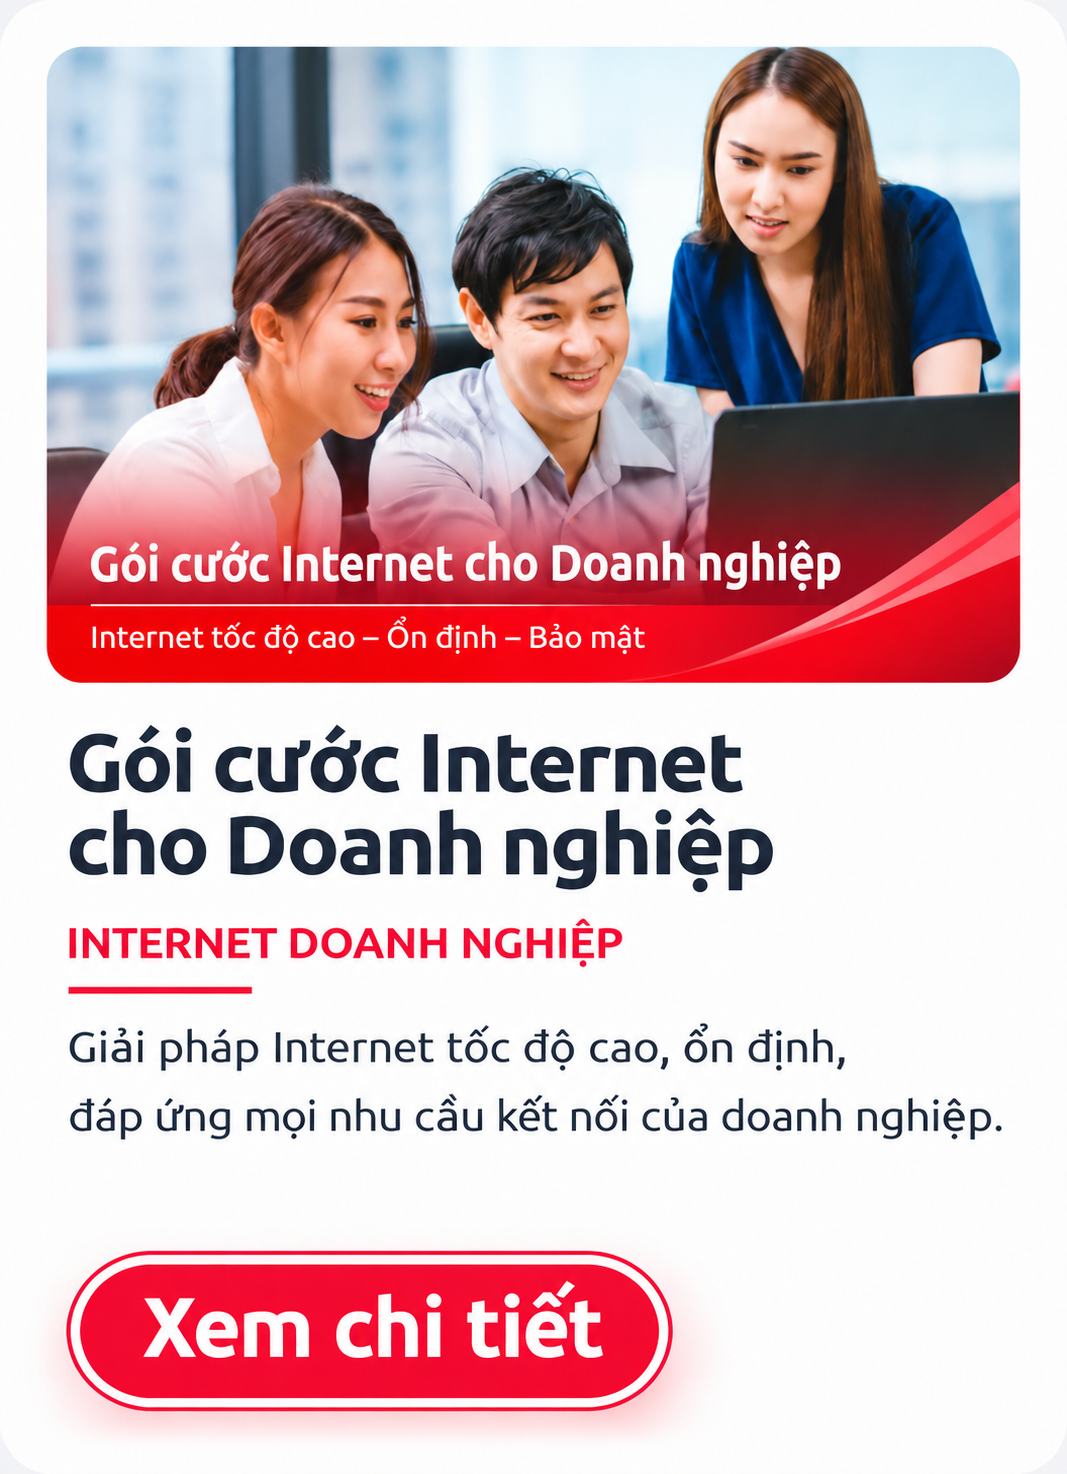 Gói cước Internet cho Doanh nghiệp
Internet tốc độ cao – Ổn định – Bảo mật
Gói cước Internet
cho Doanh nghiệp
INTERNET DOANH NGHIỆP
Giải pháp Internet tốc độ cao, ổn định,
đáp ứng mọi nhu cầu kết nối của doanh nghiệp.
Xem chi tiết